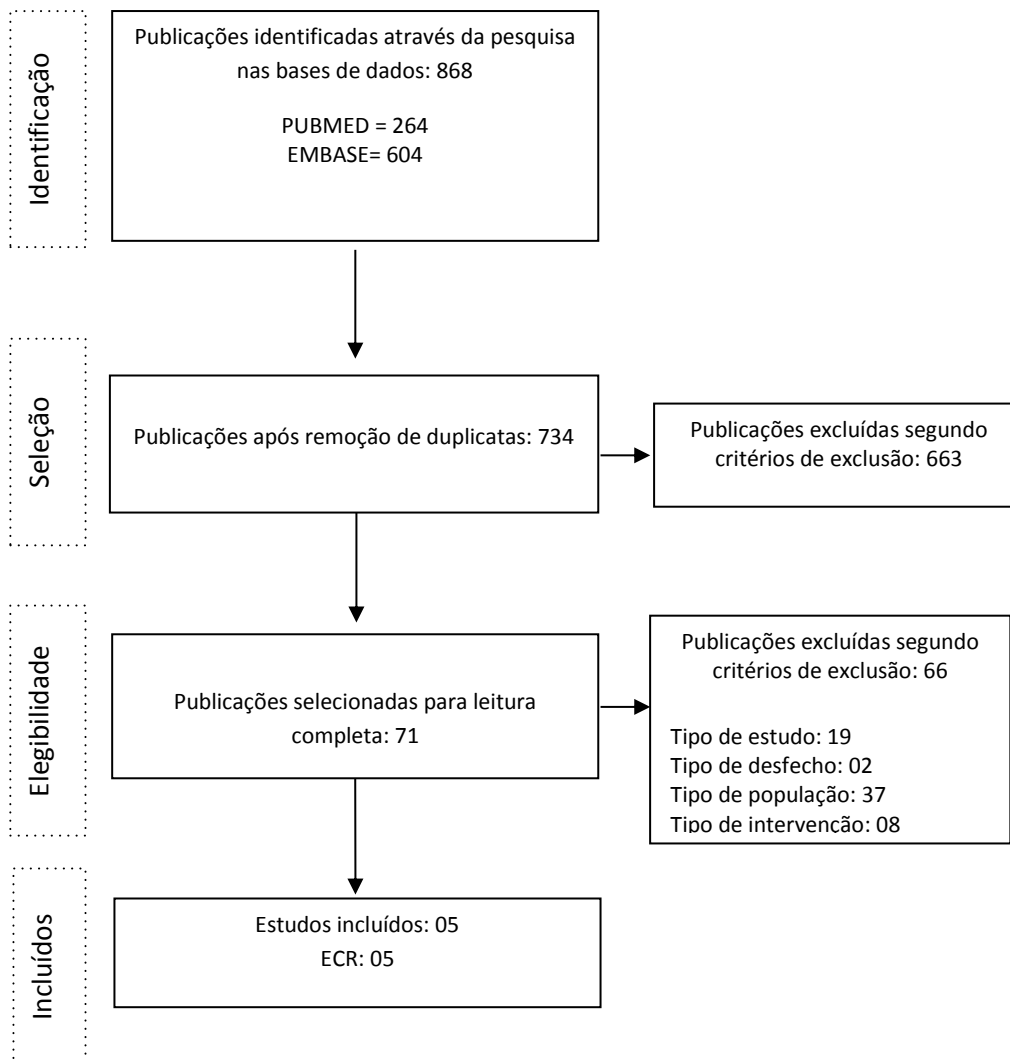 Identificação
Publicações identificadas através da pesquisa
nas bases de dados: 868
PUBMED = 264
EMBASE= 604
Seleção
Publicações após remoção de duplicatas: 734
Publicações excluídas segundo
critérios de exclusão: 663
Elegibilidade
Publicações selecionadas para leitura
completa: 71
Publicações excluídas segundo
critérios de exclusão: 66
Tipo de estudo: 19
Tipo de desfecho: 02
Tipo de população: 37
Tipo de intervenção: 08
Incluídos
Estudos incluídos: 05
ECR: 05